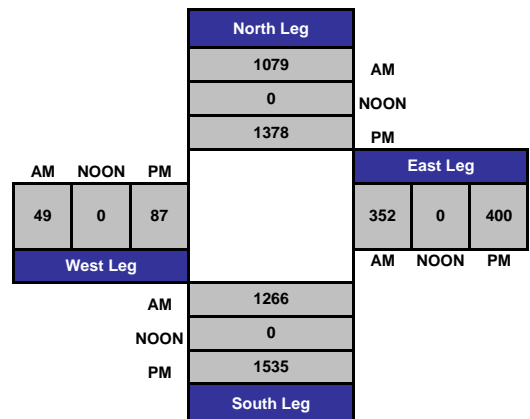 North Leg
1079 AM
0 NOON
1378 PM
AM NOON PM
East Leg
49 0 87
352 0 400
West Leg
AM NOON PM
AM 1266
NOON 0
PM 1535
South Leg